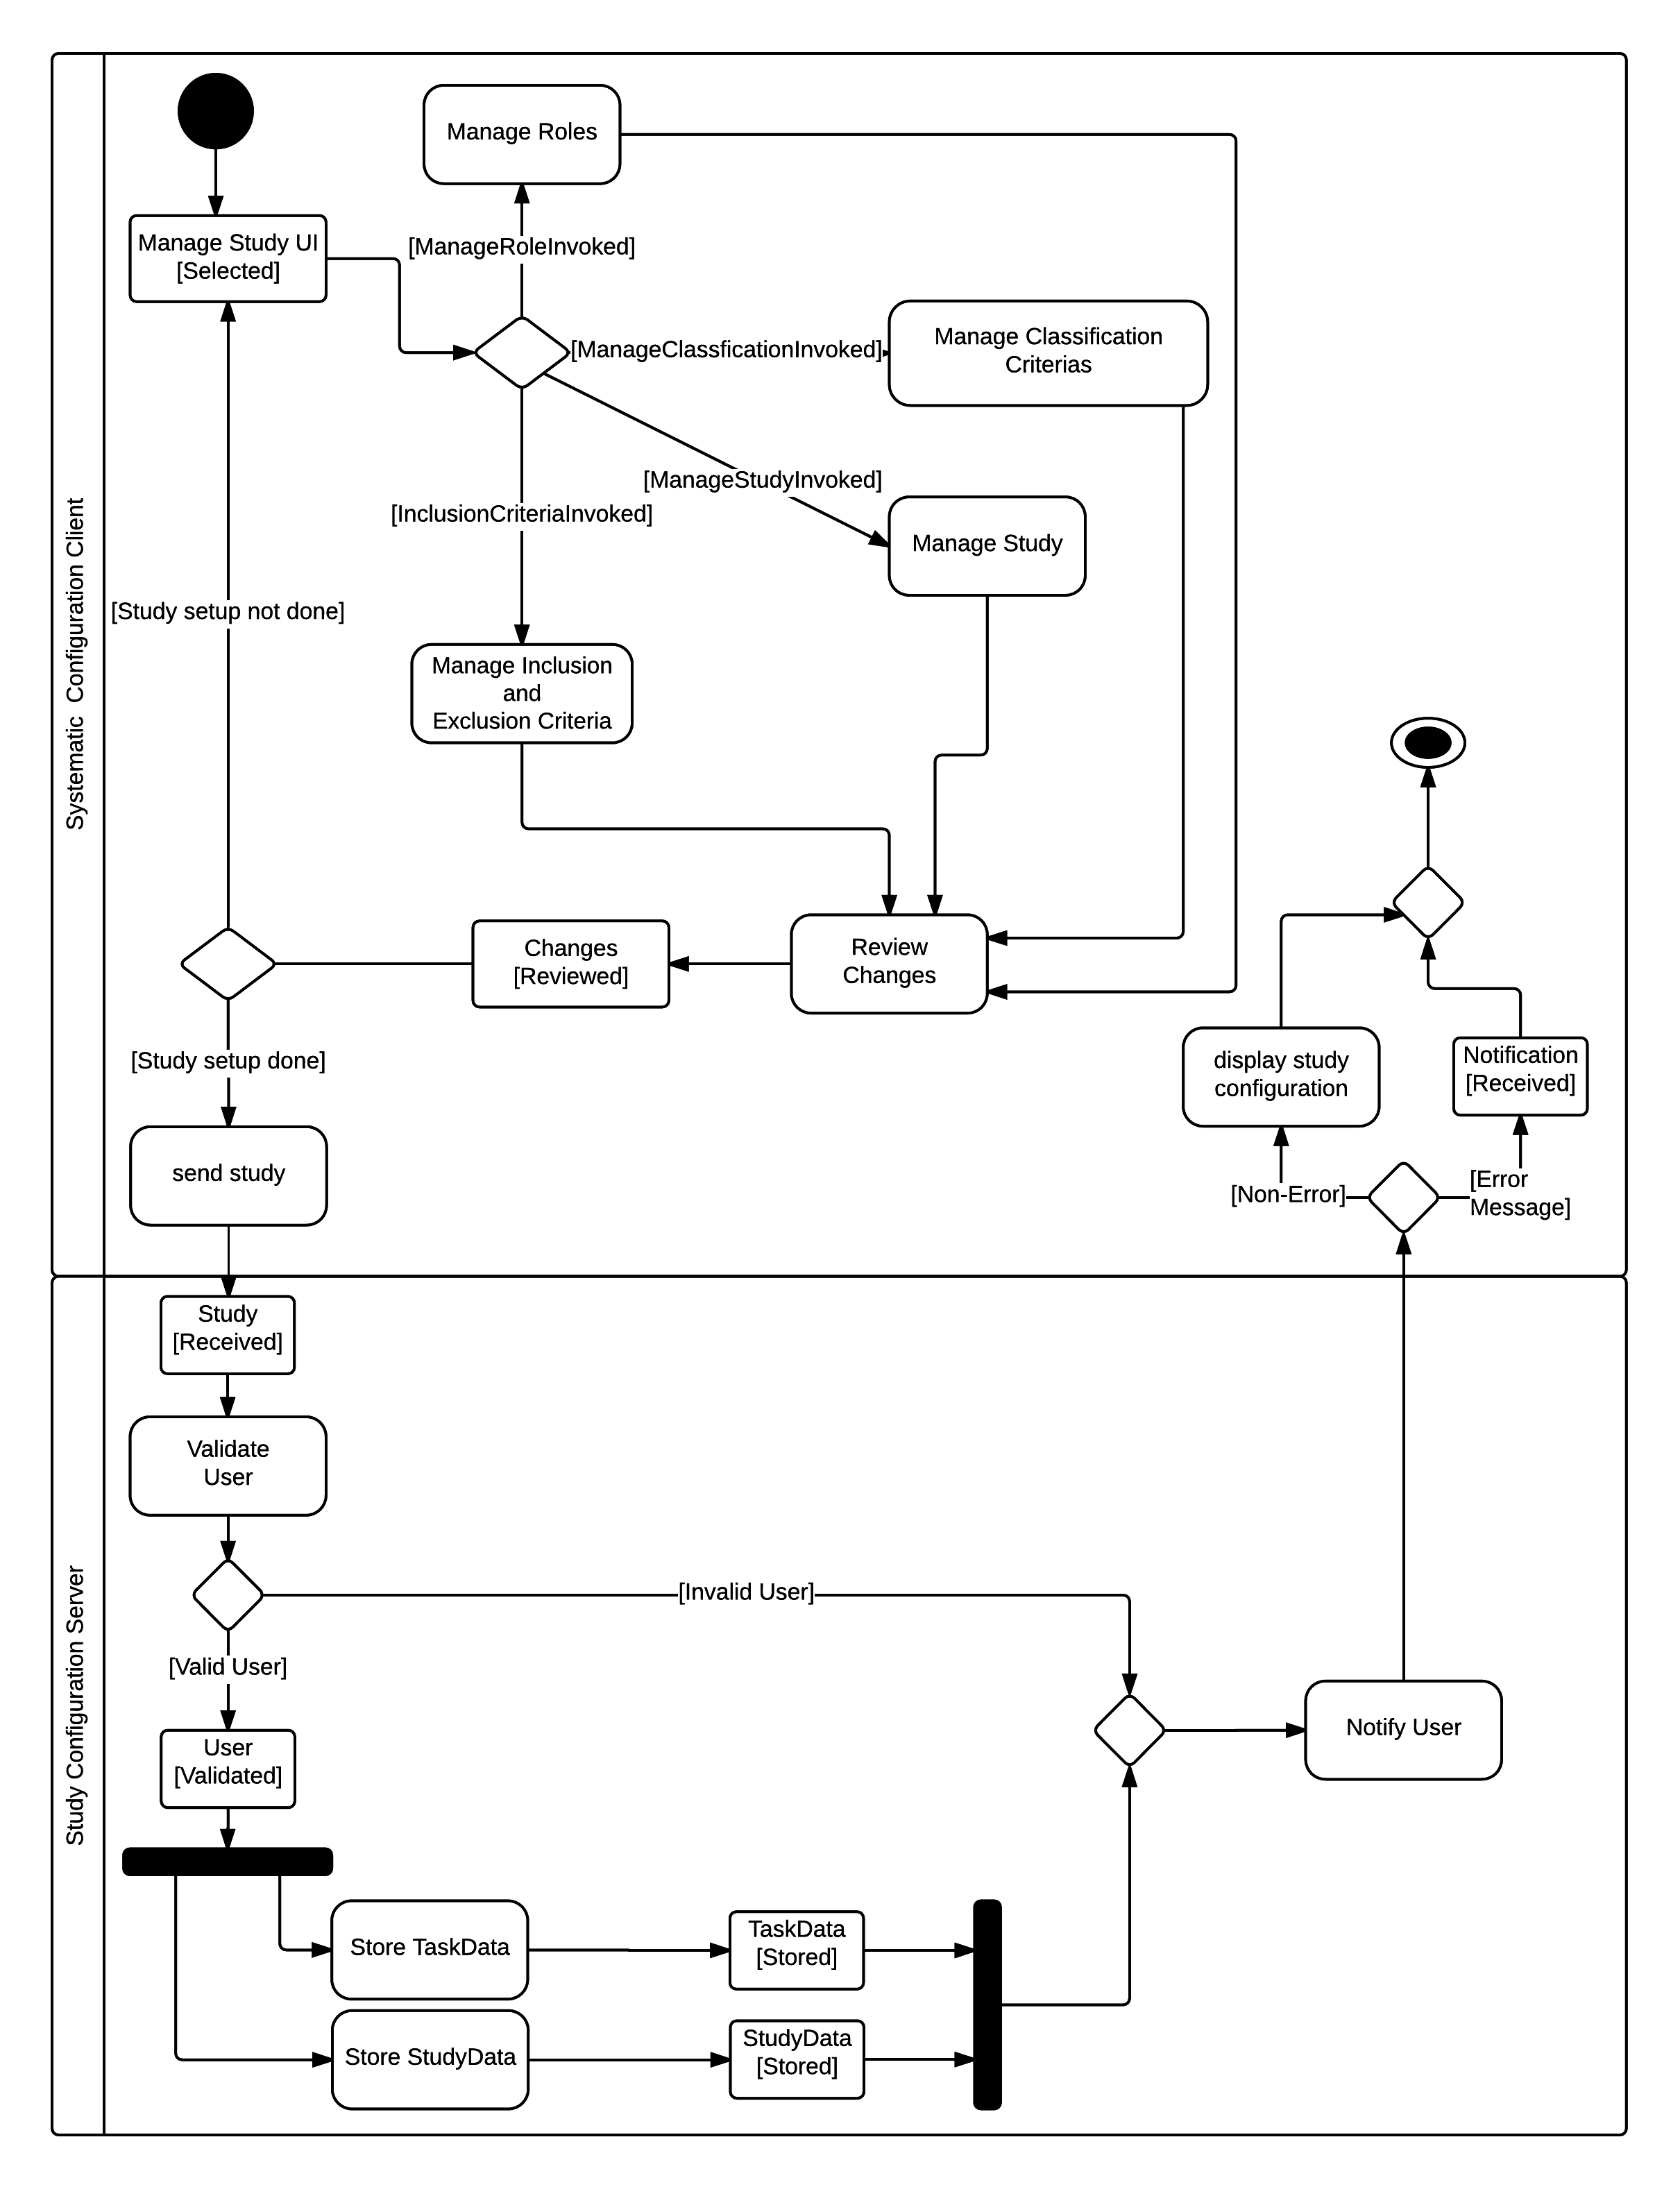 Systematic  Configuration Client
Manage Roles
Manage Study UI
[Selected]
[ManageRoleInvoked]
[ManageClassficationInvoked]
Manage Classification
Criterias
[ManageStudyInvoked]
[InclusionCriteriaInvoked]
Manage Study
[Study setup not done]
Manage Inclusion
and
Exclusion Criteria
Changes
[Reviewed]
Review
Changes
[Study setup done]
display study
configuration
Notification
[Received]
send study
[Non-Error]
[Error
Message]
Study Configuration Server
Study
[Received]
Validate
User
[Invalid User]
[Valid User]
User
[Validated]
Notify User
Store TaskData
TaskData
[Stored]
Store StudyData
StudyData
[Stored]